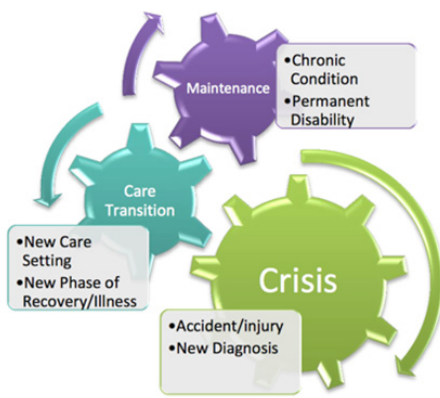 Maintenance
•Chronic
Condition
•Permanent
Disability
Care
Transition
•New Care
Setting
•New Phase of
Recovery/Illness
Crisis
•Accident/injury
•New Diagnosis